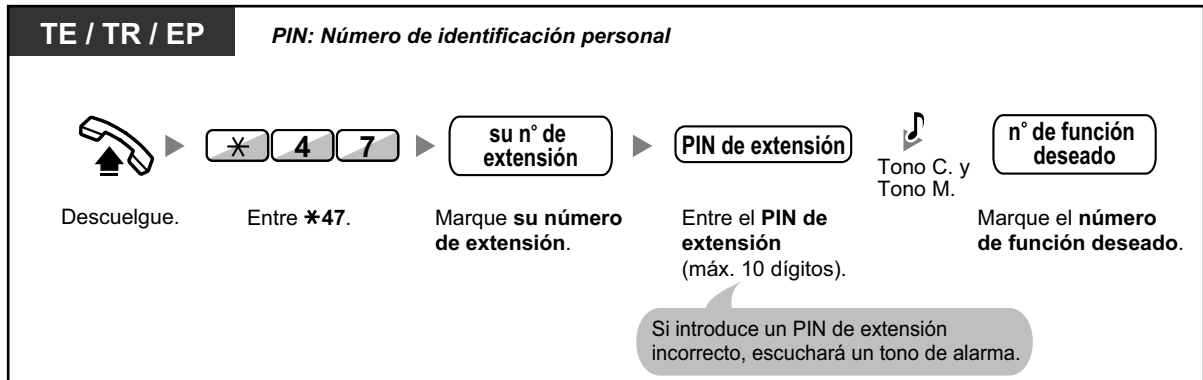 TE / TR / EP
PIN: Número de identificación personal
✳ 4 7
su n° de
extensión
PIN de extensión
Tono C. y
Tono M.
n° de función
deseado
Descuelgue.
Entre ✳47.
Marque su número
de extensión.
Entre el PIN de
extensión
(máx. 10 dígitos).
Marque el número
de función deseado.
Si introduce un PIN de extensión
incorrecto, escuchará un tono de alarma.